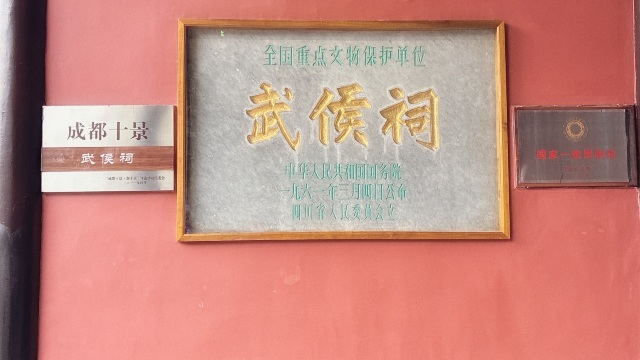 成都十景
武侯祠
全国重点文物保护单位
武侯祠
中华人民共和国国务院
一九六一年三月四日公布
四川省人民委员会立